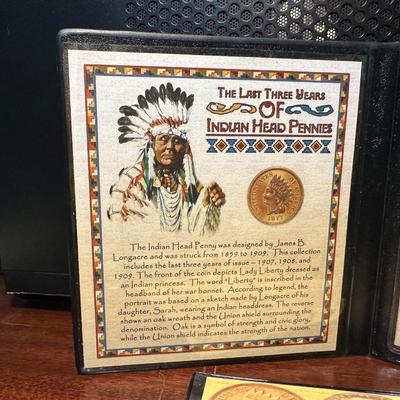 The Last Three Years
OF
Indian Head Pennies
The Indian Head Penny was designed by James B.
Longacre and was struck from 1859 to 1909. This collection
includes the last three years of issue – 1907, 1908, and
1909. The front of the coin depicts Lady Liberty dressed as
an Indian princess. The word "Liberty" is inscribed in the
headband of her war bonnet. According to legend, the
portrait was based on a sketch made by Longacre of his
daughter, Sarah, wearing an Indian headdress. The reverse
shows an oak wreath and the Union shield surrounding the
denomination. Oak is a symbol of strength and civic glory,
while the Union shield indicates the strength of the nation.